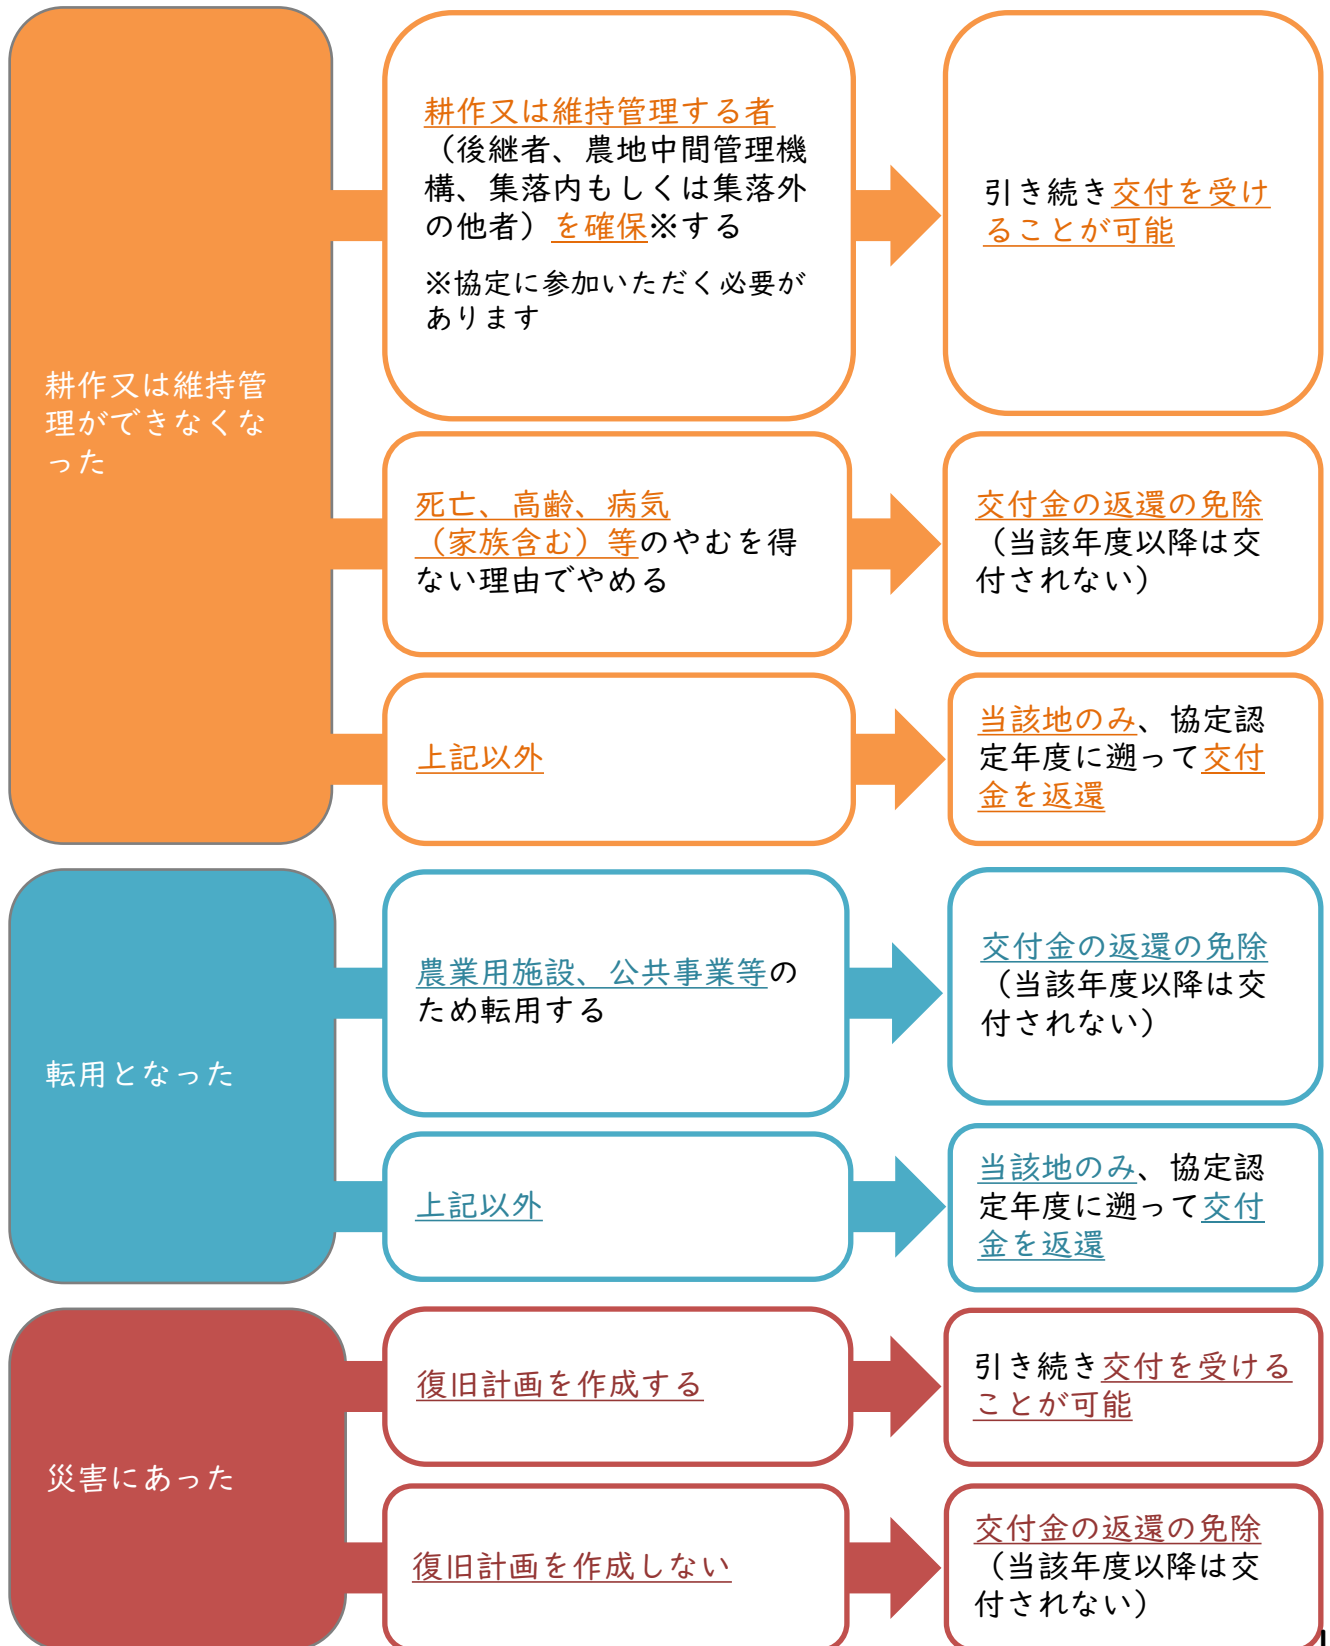 耕作又は維持管
理ができなくな
った
耕作又は維持管理する者
（後継者、農地中間管理機
構、集落内もしくは集落外
の他者）を確保※する
※協定に参加いただく必要が
あります
引き続き交付を受け
ることが可能
死亡、高齢、病気
（家族含む）等のやむを得
ない理由でやめる
交付金の返還の免除
（当該年度以降は交
付されない）
上記以外
当該地のみ、協定認
定年度に遡って交付
金を返還
転用となった
農業用施設、公共事業等の
ため転用する
交付金の返還の免除
（当該年度以降は交
付されない）
上記以外
当該地のみ、協定認
定年度に遡って交付
金を返還
災害にあった
復旧計画を作成する
引き続き交付を受ける
ことが可能
復旧計画を作成しない
交付金の返還の免除
（当該年度以降は交
付されない）